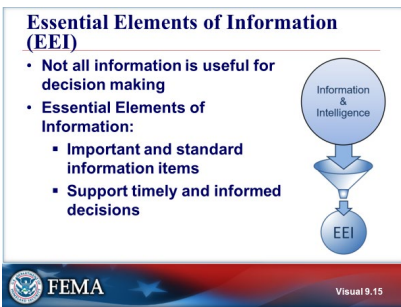 Essential Elements of Information
(EEI)
• Not all information is useful for
decision making
• Essential Elements of
Information:
▪ Important and standard
information items
▪ Support timely and informed
decisions
Information
&
Intelligence
EEI
FEMA
Visual 9.15